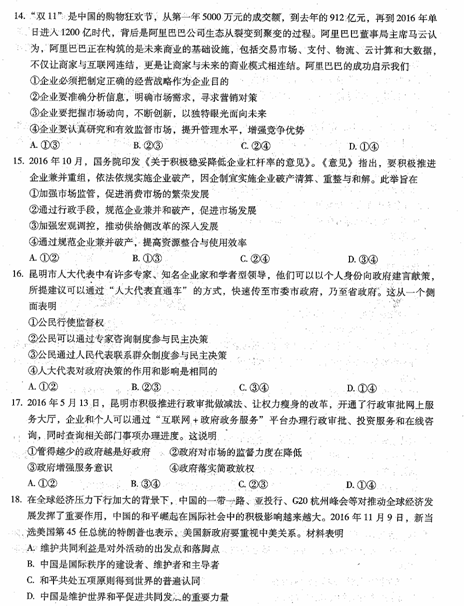 14. “双11”是中国的购物狂欢节，从第一年5000万元的成交额，到去年的912亿元，再到2016年单
日进入1200亿时代，背后是阿里巴巴公司生态从裂变到聚变的过程。阿里巴巴董事局主席马云认
为，阿里巴巴正在构筑的是未来商业的基础设施，包括交易市场、支付、物流、云计算和大数据，
不仅让商家与互联网连结，更是让商家与未来的商业模式相连结。阿里巴巴的成功启示我们
①企业必须把制定正确的经营战略作为企业目的
②企业要准确分析信息，明确市场需求，寻求营销对策
③企业要把握市场动向，不断创新，以独特眼光面向未来
④企业要认真研究和有效监督市场，提升管理水平，增强竞争优势
A. ①③ B. ②③ C. ②④ D. ①④
15. 2016年10月，国务院印发《关于积极稳妥降低企业杠杆率的意见》。《意见》指出，要积极推进
企业兼并重组，依法依规实施企业破产，因企制宜实施企业破产清算、重整与和解。此举旨在
①加强市场监管，促进消费市场的繁荣发展
②通过行政手段，规范企业兼并和破产，促进市场发展
③加强宏观调控，推动供给侧改革的深入发展
④通过规范企业兼并破产，提高资源整合与使用效率
A. ①② B. ①③ C. ②④ D. ③④
16. 昆明市人大代表中有许多专家、知名企业家和学者型领导，他们可以以个人身份向政府建言献策，
所提建议可以通过“人大代表直通车”的方式，快速传至市委市政府，乃至省政府。这从一个侧
面表明
①公民行使监督权
②公民可以通过专家咨询制度参与民主决策
③公民通过人民代表联系群众制度参与民主决策
④人大代表对政府决策的作用和影响是相同的
A. ①② B. ②③ C. ③④ D. ①④
17. 2016年5月13日，昆明市积极推进行政审批做减法、让权力瘦身的改革，开通了行政审批网上服
务大厅，企业和个人可以通过“互联网+政府政务服务”平台办理行政审批、投资服务和在线咨
询，同时查询相关部门事项办理进度。这说明
①管得越少的政府越是好政府 ②政府对市场的监督力度在降低
③政府增强服务意识 ④政府落实简政放权
A. ①② B. ③④ C. ②③ D. ①④
18. 在全球经济压力下行加大的背景下，中国的一带一路、亚投行、G20杭州峰会等对推动全球经济发
展发挥了重要作用，中国的和平崛起在国际社会中的积极影响越来越大。2016年11月9日，新当
选美国第45任总统的特朗普也表示，美国新政府要重视中美关系。材料表明
A. 维护共同利益是对外活动的出发点和落脚点
B. 中国是国际秩序的建设者、维护者和主导者
C. 和平共处五项原则得到世界的普遍认同
D. 中国是维护世界和平促进共同发展的重要力量